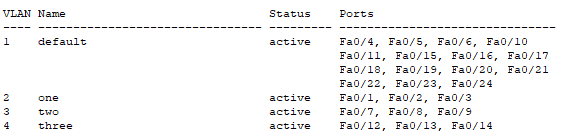 VLAN Name                             Status    Ports
---- -------------------------------- --------- -------------------------------
1    default                          active    Fa0/4, Fa0/5, Fa0/6, Fa0/10
                                                Fa0/11, Fa0/15, Fa0/16, Fa0/17
                                                Fa0/18, Fa0/19, Fa0/20, Fa0/21
                                                Fa0/22, Fa0/23, Fa0/24
2    one                              active    Fa0/1, Fa0/2, Fa0/3
3    two                              active    Fa0/7, Fa0/8, Fa0/9
4    three                            active    Fa0/12, Fa0/13, Fa0/14